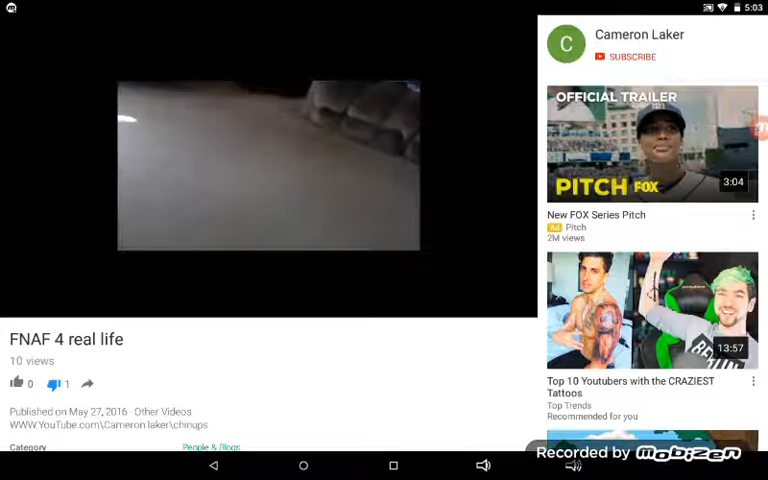 5:03
Cameron Laker
C
SUBSCRIBE
OFFICIAL TRAILER
PITCH FOX
3:04
New FOX Series Pitch
Ad Pitch
2M views
BERLIN
13:57
Top 10 Youtubers with the CRAZIEST
Tattoos
Top Trends
Recommended for you
FNAF 4 real life
10 views
0 1
Published on May 27, 2016 · Other Videos
WWW.YouTube.com\Cameron laker\chinups
Category People & Blogs
Recorded by mobizen